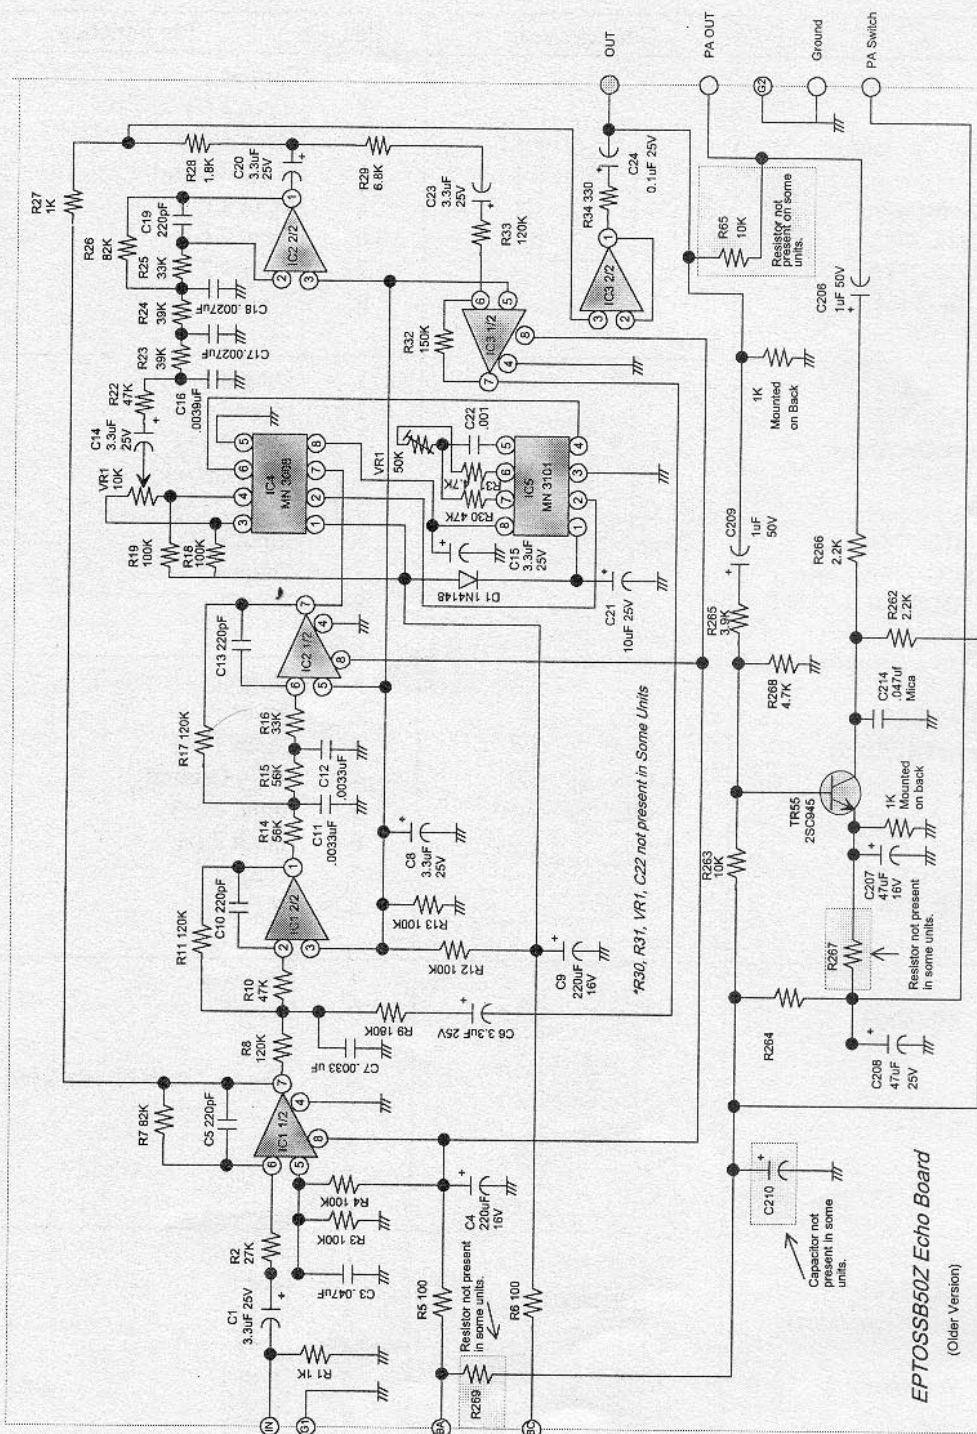 R27
1K
R28
1.8K
C20
3.3uF
25V
R29
6.8K
C23
3.3uF
25V
R33
120K
R26
82K
C19
220pF
R25
33K
R24
39K
R23
39K
R22
47K
C14
3.3uF
25V
VR1
10K
IC2 2/2
C18 .0027uF
C17 .0027uF
C16
.0039uF
R32
150K
IC3 1/2
IC3 2/2
R34 330
C24
0.1uF 25V
OUT
PA OUT
G2
Ground
PA Switch
R65
10K
Resistor not
present on some
units.
C206
1uF 50V
1K
Mounted
on Back
IC4
MN 3008
VR1
50K
C22
.001
R30 47K
IC5
MN 3101
C15
3.3uF
25V
D1 1N4148
C21
10uF 25V
R19
100K
R18
100K
C209
1uF
50V
R265
3.9K
R266
2.2K
R262
2.2K
R268
4.7K
C214
.047uf
Mica
TR55
2SC945
1K
Mounted
on back
C207
47uF
16V
R263
10K
R267
Resistor not present
in some units.
R264
C208
47uF
25V
C13 220pF
IC2 1/2
R17 120K
R16
33K
R15
56K
R14
56K
C12
.0033uF
C11
.0033uF
C8
3.3uF
25V
R13 100K
R12 100K
C9
220uF
16V
*R30, R31, VR1, C22 not present in Some Units
C10 220pF
R11 120K
IC1 2/2
R10
47K
R9 180K
C6 3.3uF 25V
C7 .0033 uF
R8
120K
R7 82K
C5 220pF
IC1 1/2
R4 100K
R3 100K
C4
220uF
16V
R2
27K
C3 .047uF
C1
3.3uF 25V
R1 1K
R5 100
R6 100
Resistor not present
in some units.
R269
C210
Capacitor not
present in some
units.
IN
G1
BA
BC
EPTOSSB50Z Echo Board
(Older Version)